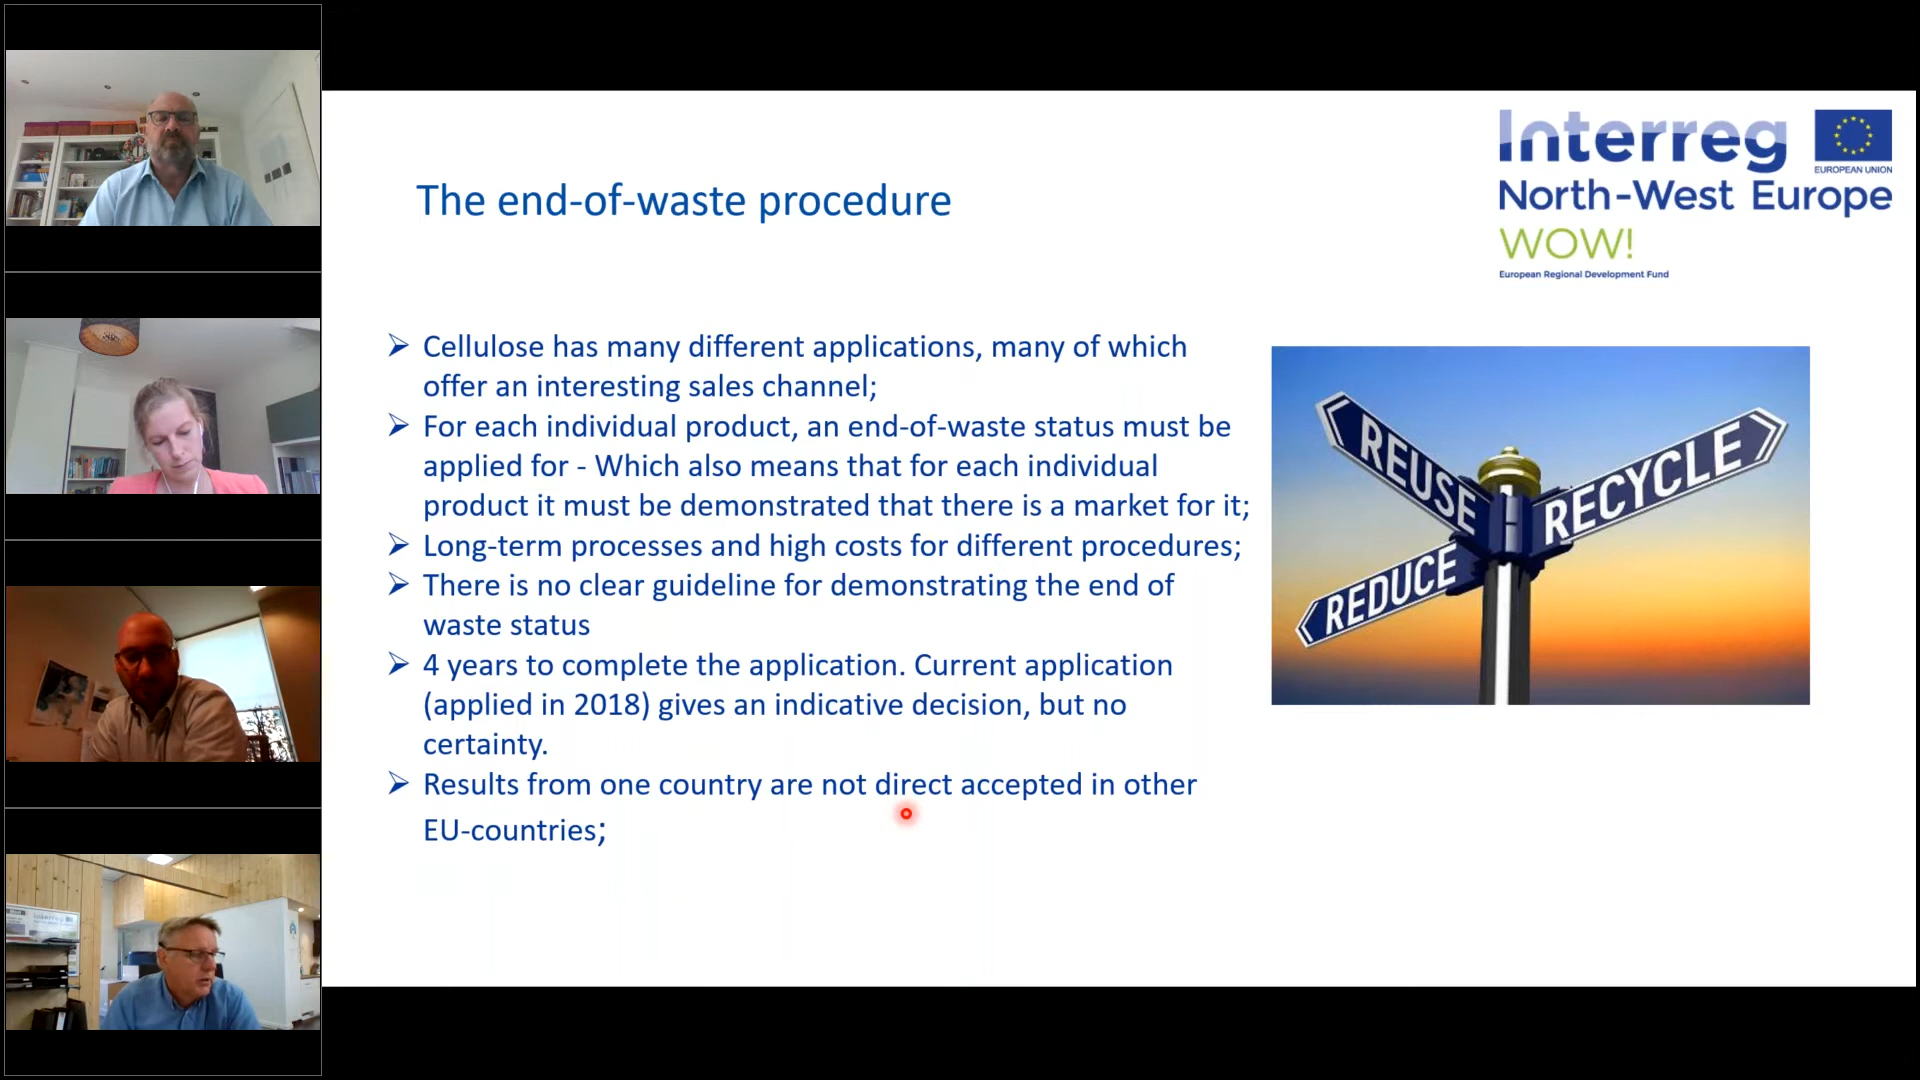 Interreg
EUROPEAN UNION
North-West Europe
WOW!
European Regional Development Fund
The end-of-waste procedure
Cellulose has many different applications, many of which
offer an interesting sales channel;
For each individual product, an end-of-waste status must be
applied for - Which also means that for each individual
product it must be demonstrated that there is a market for it;
Long-term processes and high costs for different procedures;
There is no clear guideline for demonstrating the end of
waste status
4 years to complete the application. Current application
(applied in 2018) gives an indicative decision, but no
certainty.
Results from one country are not direct accepted in other
EU-countries;
REUSE
RECYCLE
REDUCE
Interreg